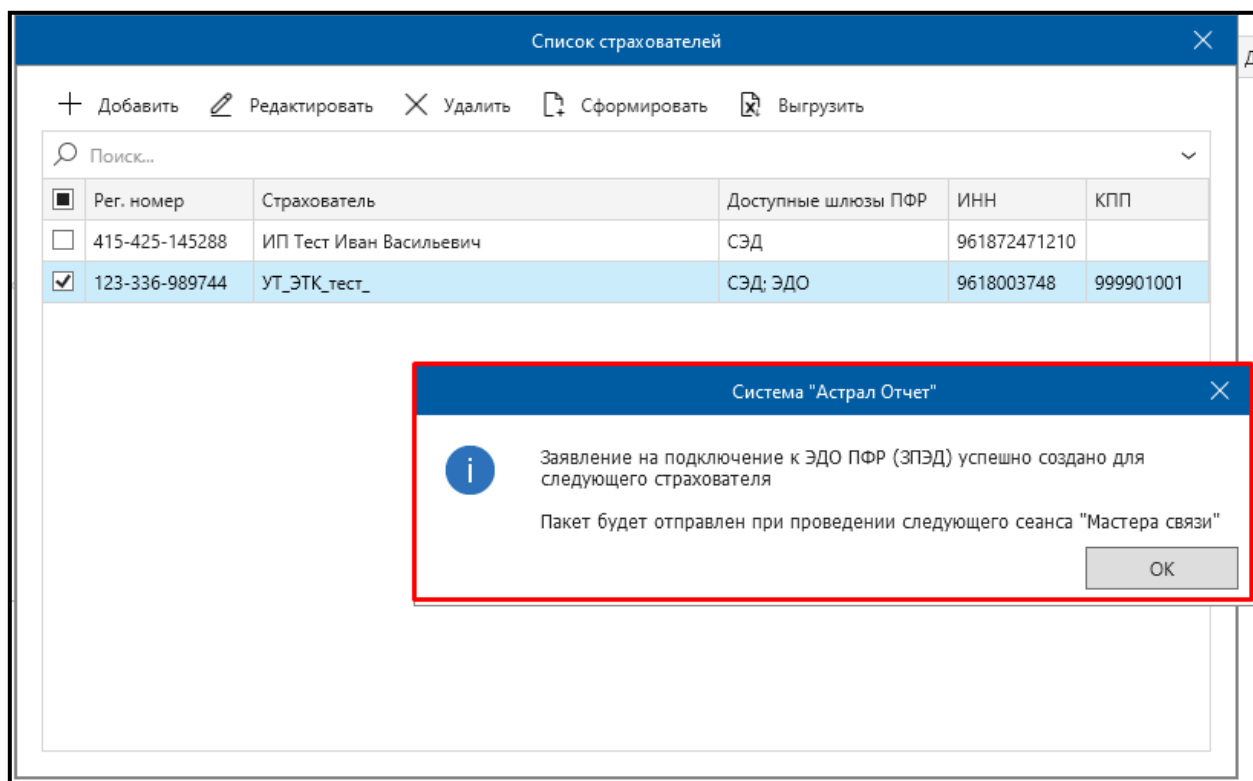 Список страхователей
Д
Добавить Редактировать Удалить Сформировать Выгрузить
Поиск...
Рег. номер Страхователь Доступные шлюзы ПФР ИНН КПП
415-425-145288 ИП Тест Иван Васильевич СЭД 961872471210
123-336-989744 УТ_ЭТК_тест_ СЭД; ЭДО 9618003748 999901001
Система "Астрал Отчет"
Заявление на подключение к ЭДО ПФР (ЗПЭД) успешно создано для
следующего страхователя
Пакет будет отправлен при проведении следующего сеанса "Мастера связи"
ОК